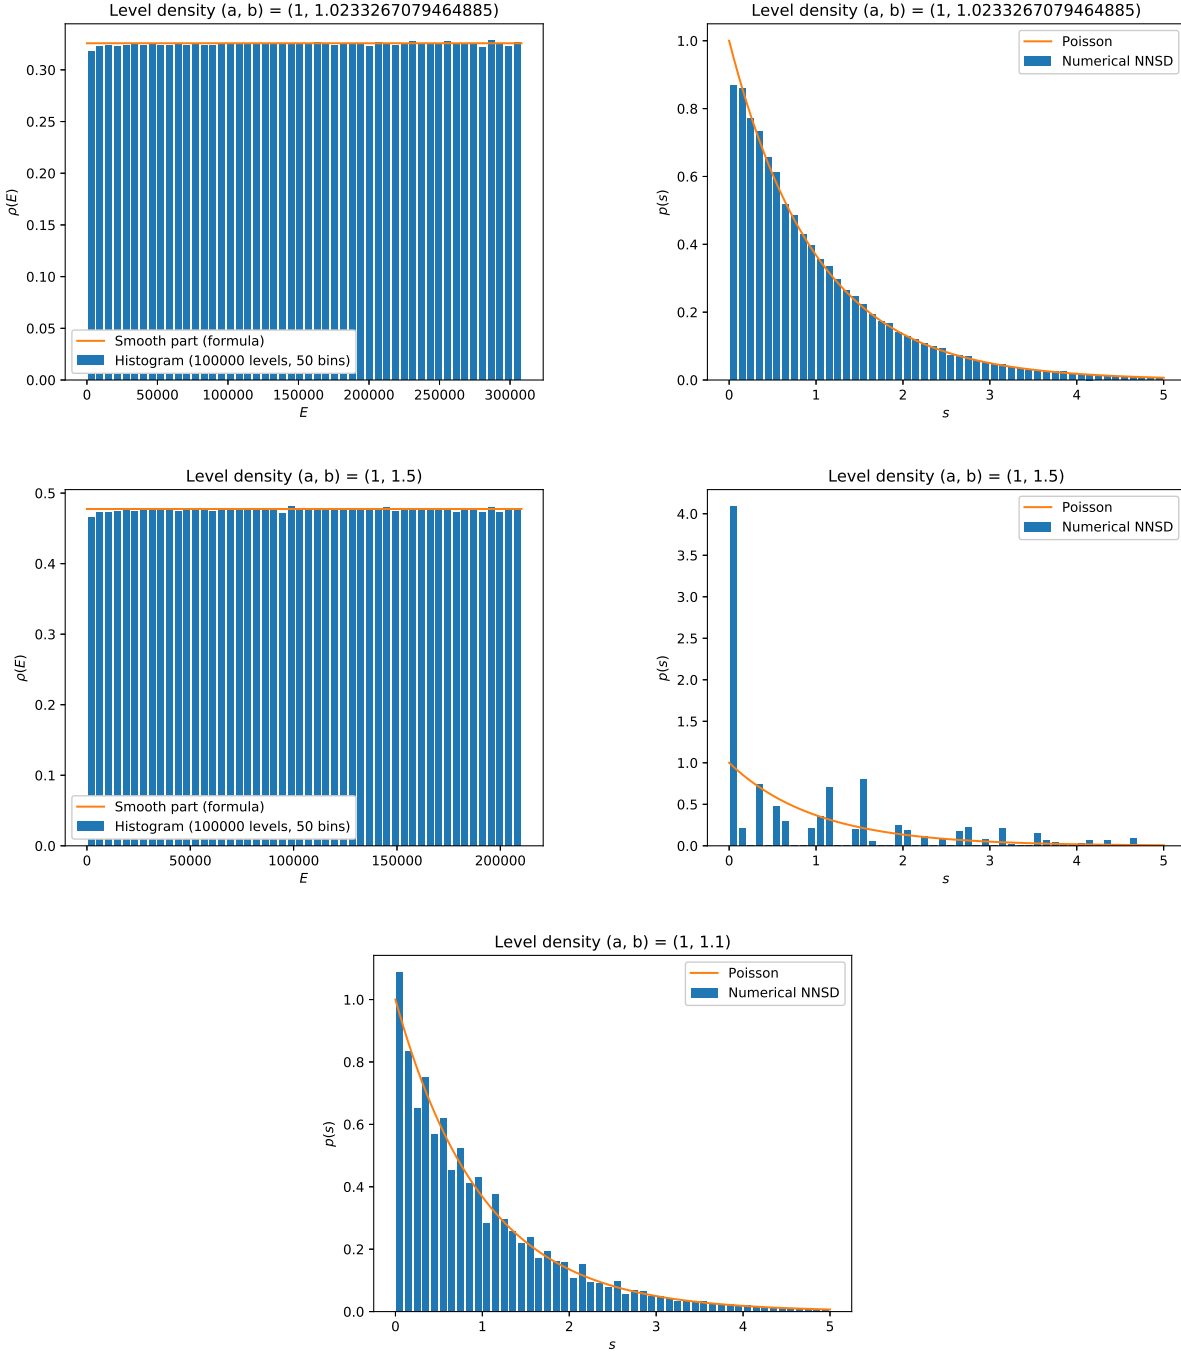 Level density (a, b) = (1, 1.0233267079464885)
ρ(E)
0.30
0.25
0.20
0.15
0.10
0.05
0.00
Smooth part (formula)
Histogram (100000 levels, 50 bins)
0 50000 100000 150000 200000 250000 300000
E
Level density (a, b) = (1, 1.0233267079464885)
p(s)
1.0
0.8
0.6
0.4
0.2
0.0
Poisson
Numerical NNSD
0 1 2 3 4 5
s
Level density (a, b) = (1, 1.5)
ρ(E)
0.5
0.4
0.3
0.2
0.1
0.0
Smooth part (formula)
Histogram (100000 levels, 50 bins)
0 50000 100000 150000 200000
E
Level density (a, b) = (1, 1.5)
p(s)
4.0
3.5
3.0
2.5
2.0
1.5
1.0
0.5
0.0
Poisson
Numerical NNSD
0 1 2 3 4 5
s
Level density (a, b) = (1, 1.1)
p(s)
1.0
0.8
0.6
0.4
0.2
0.0
Poisson
Numerical NNSD
0 1 2 3 4 5
s